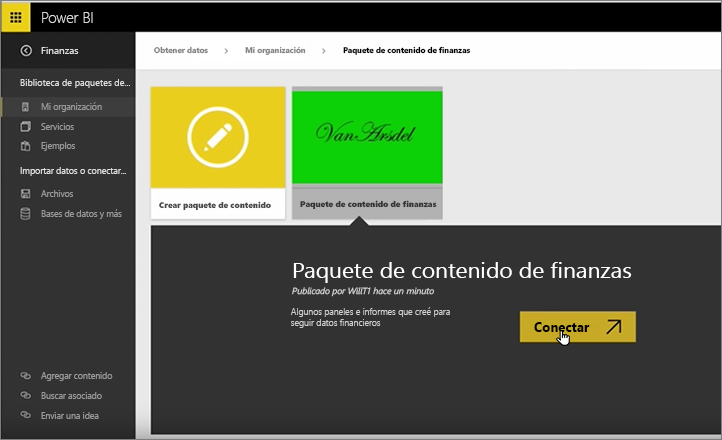 Power BI
Finanzas
Obtener datos > Mi organización > Paquete de contenido de finanzas
Biblioteca de paquetes de...
Mi organización
Servicios
Ejemplos
Importar datos o conectar...
Archivos
Bases de datos y más
VanArsdel
Crear paquete de contenido
Paquete de contenido de finanzas
Paquete de contenido de finanzas
Publicado por WillT1 hace un minuto
Algunos paneles e informes que creé para
seguir datos financieros
Conectar
Agregar contenido
Buscar asociado
Enviar una idea